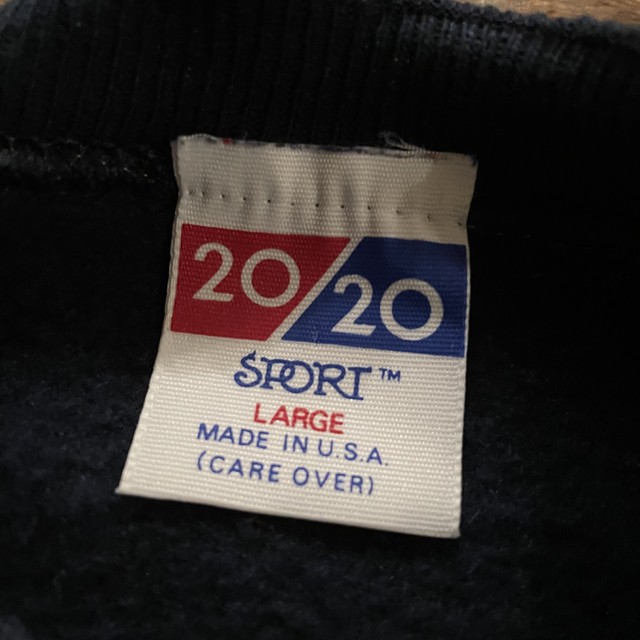 20/20
SPORT™
LARGE
MADE IN U.S.A.
(CARE OVER)